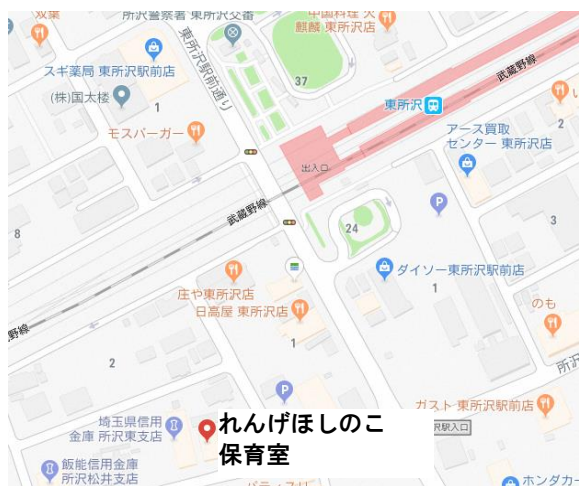 双葉
所沢警察署 東所沢交番
中国料理 久
麒麟 東所沢店
スギ薬局 東所沢駅前店
東所沢駅前通り
37
武蔵野線
(株)国太楼
1
東所沢
モスバーガー
アース買取
センター 東所沢店
2
出入口
武蔵野線
P
8
24
3
ダイソー東所沢駅前店
庄や東所沢店
1
日高屋 東所沢店
のも
野線
1
2
所沢
P
ガスト 東所沢駅前店
埼玉県信用
金庫 所沢東支店
れんげほしのこ
保育室
沢駅入口
飯能信用金庫
所沢松井支店
ホンダカー